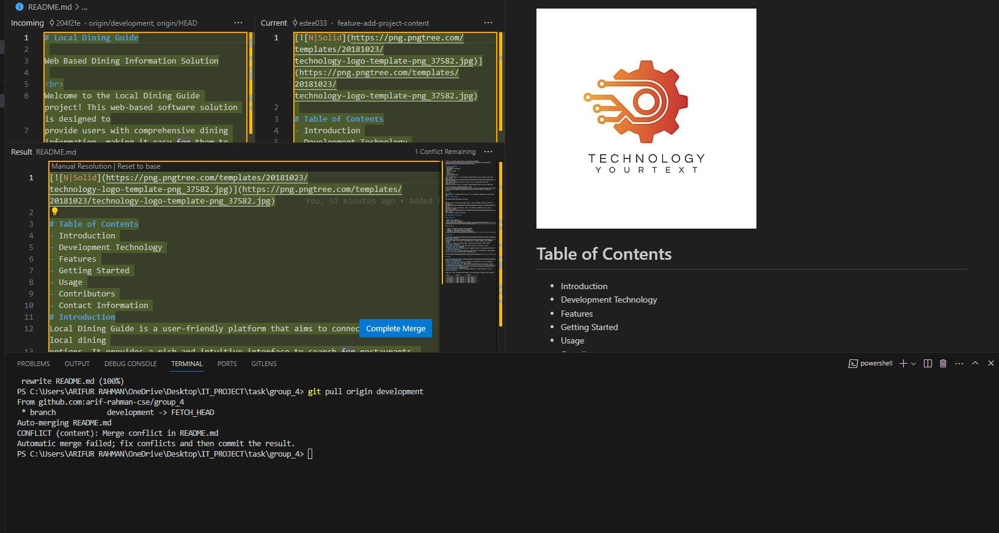 README.md > ...
Incoming 204f2fe • origin/development, origin/HEAD ...
1 # Local Dining Guide
2
3 Web Based Dining Information Solution
4
5 <br>
6 Welcome to the Local Dining Guide
project! This web-based software solution
is designed to
7 provide users with comprehensive dining
information, making it easy for them to
Current edee033 • feature-add-project-content ...
1 [![N|Solid](https://png.pngtree.com/
templates/20181023/
technology-logo-template-png_37582.jpg)]
(https://png.pngtree.com/templates/
20181023/
technology-logo-template-png_37582.jpg)
2
3 # Table of Contents
4 - Introduction
5 - Development Technology
Result README.md 1 Conflict Remaining ...
Manual Resolution | Reset to base
1 [![N|Solid](https://png.pngtree.com/templates/20181023/
technology-logo-template-png_37582.jpg)](https://png.pngtree.com/templates/
20181023/technology-logo-template-png_37582.jpg) You, 51 minutes ago • Added
2
3 # Table of Contents
4 - Introduction
5 - Development Technology
6 - Features
7 - Getting Started
8 - Usage
9 - Contributors
10 - Contact Information
11 # Introduction
12 Local Dining Guide is a user-friendly platform that aims to connec
local dining
13 options. It provides a rich and intuitive interface to search for restaurants,
Complete Merge
TECHNOLOGY
YOURTEXT
Table of Contents
• Introduction
• Development Technology
• Features
• Getting Started
• Usage
PROBLEMS OUTPUT DEBUG CONSOLE TERMINAL PORTS GITLENS
powershell
rewrite README.md (100%)
PS C:\Users\ARIFUR RAHMAN\OneDrive\Desktop\IT_PROJECT\task\group_4> git pull origin development
From github.com:arif-rahman-cse/group_4
* branch development -> FETCH_HEAD
Auto-merging README.md
CONFLICT (content): Merge conflict in README.md
Automatic merge failed; fix conflicts and then commit the result.
PS C:\Users\ARIFUR RAHMAN\OneDrive\Desktop\IT_PROJECT\task\group_4>